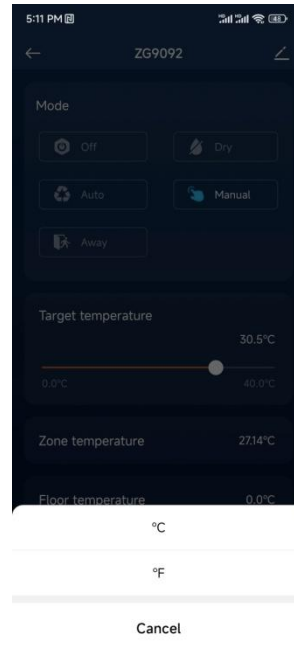 5:11 PM
ZG9092
Mode
Off
Dry
Auto
Manual
Away
Target temperature
30.5°C
0.0°C
40.0°C
Zone temperature
27.14°C
Floor temperature
0.0°C
°C
°F
Cancel